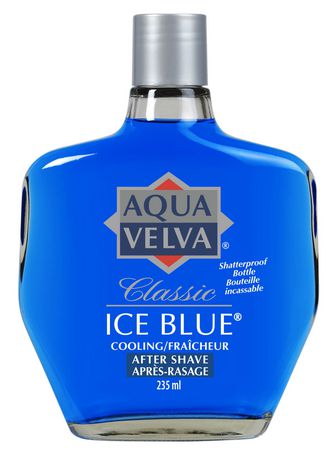 AQUA
VELVA®
Shatterproof
Bottle
Bouteille
incassable
Classic
ICE BLUE®
COOLING/FRAÎCHEUR
AFTER SHAVE
APRÈS-RASAGE
235 ml